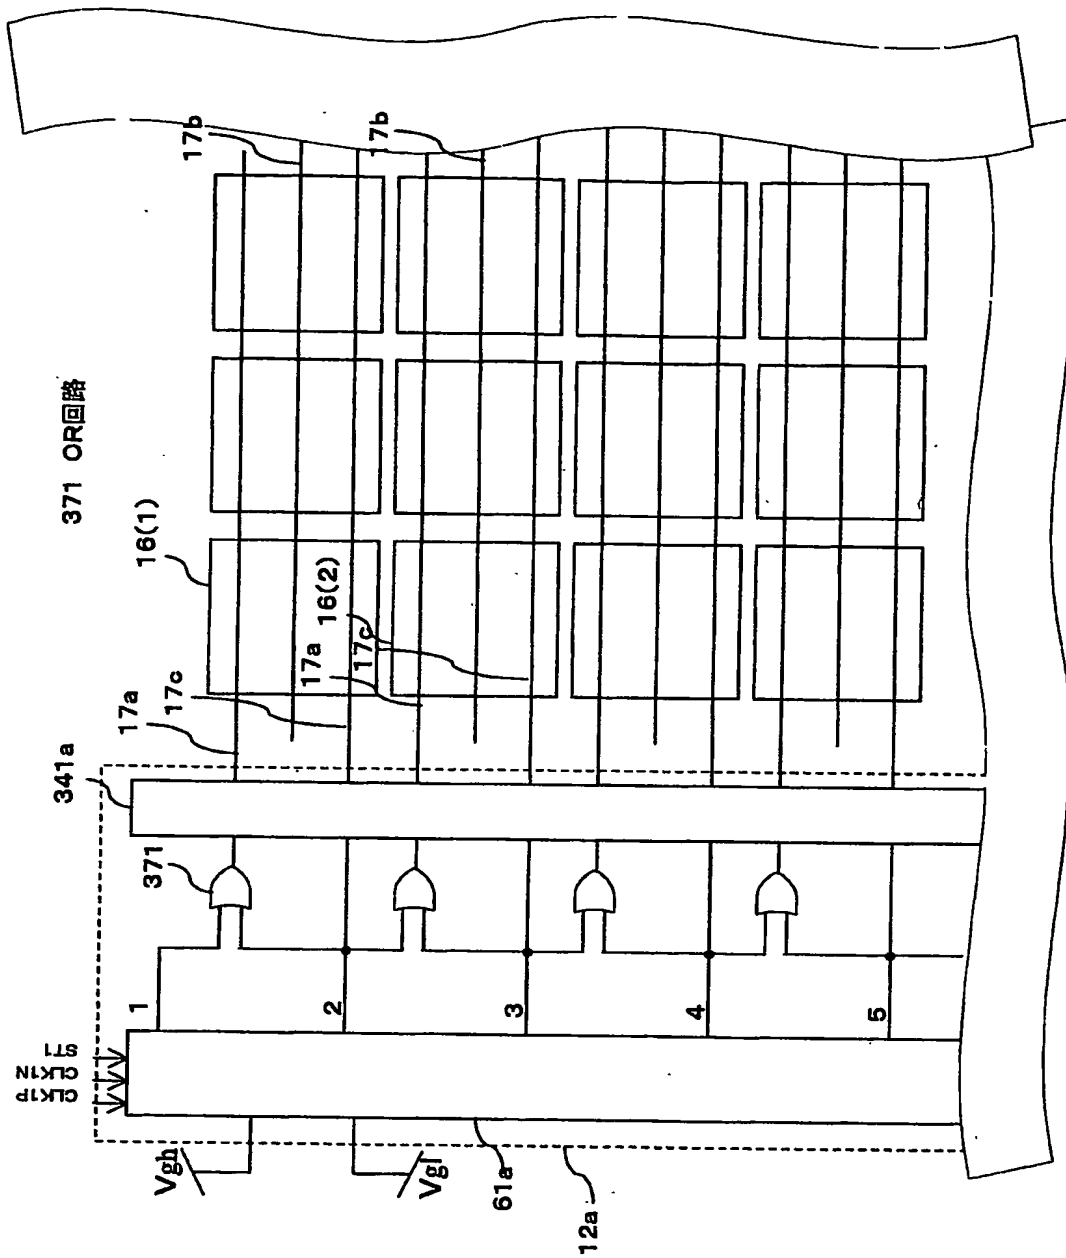 371 OR回路
16(1)
17b
17b
16(2)
17c
17a
17c
17a
341a
371
1
2
3
4
5
ST1
CLK1N
CLK1P
Vgh
Vgl
61a
12a